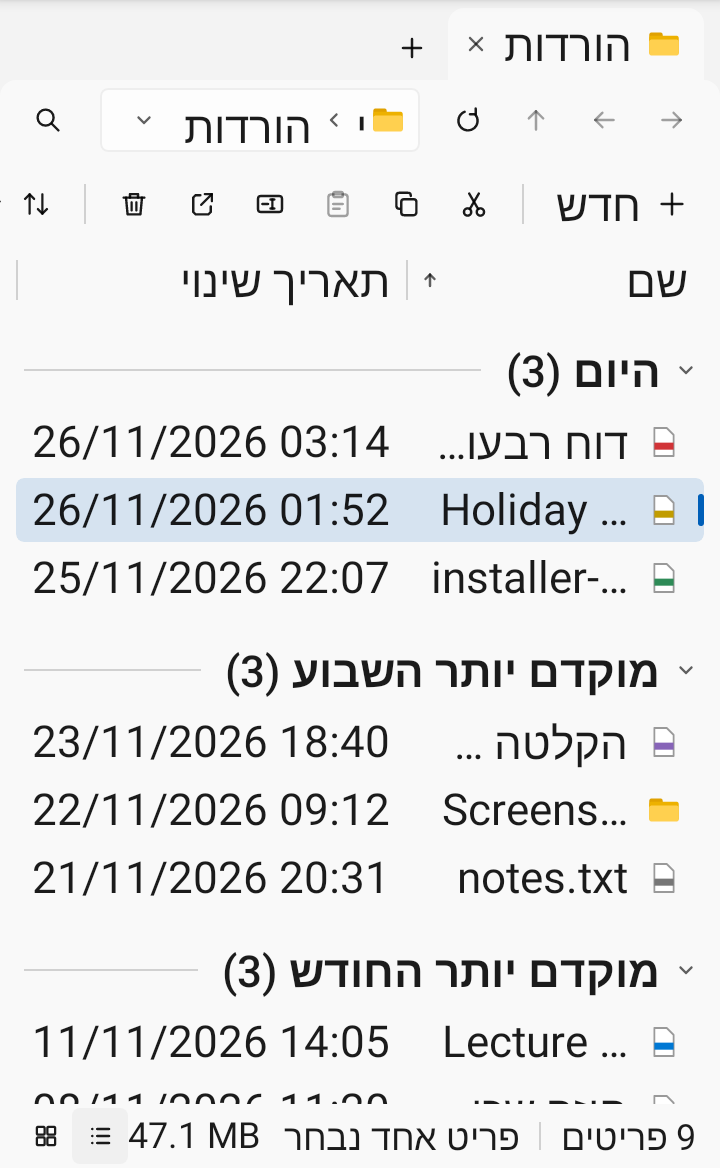 הורדות
הורדות
חדש
שם תאריך שינוי
היום (3)
דוח רבעו... 26/11/2026 03:14
Holiday ... 26/11/2026 01:52
installer-... 25/11/2026 22:07
מוקדם יותר השבוע (3)
הקלטה ... 23/11/2026 18:40
Screens... 22/11/2026 09:12
notes.txt 21/11/2026 20:31
מוקדם יותר החודש (3)
Lecture ... 11/11/2026 14:05
9 פריטים פריט אחד נבחר 47.1 MB